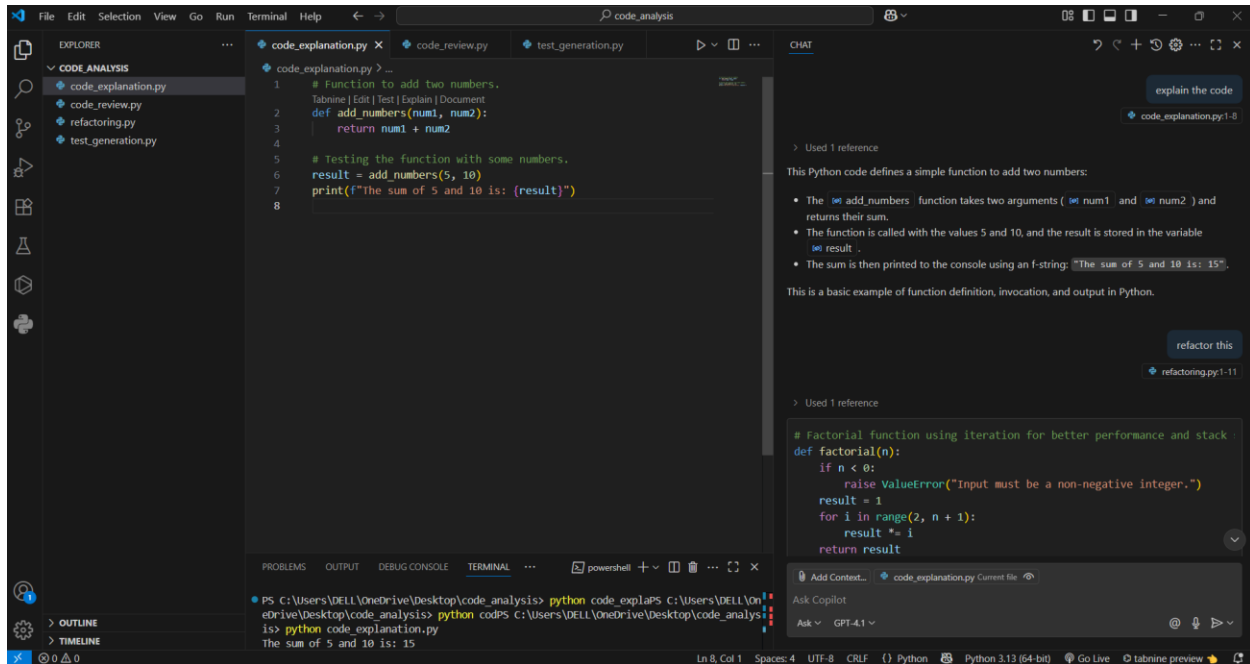 File Edit Selection View Go Run Terminal Help
code_analysis
EXPLORER
CODE_ANALYSIS
code_explanation.py
code_review.py
refactoring.py
test_generation.py
OUTLINE
TIMELINE
code_explanation.py code_review.py test_generation.py
code_explanation.py > ...
1 # Function to add two numbers.
Tabnine | Edit | Test | Explain | Document
2 def add_numbers(num1, num2):
3 return num1 + num2
4
5 # Testing the function with some numbers.
6 result = add_numbers(5, 10)
7 print(f"The sum of 5 and 10 is: {result}")
8
PROBLEMS OUTPUT DEBUG CONSOLE TERMINAL ... powershell
PS C:\Users\DELL\OneDrive\Desktop\code_analysis> python code_explaPS C:\Users\DELL\On
eDrive\Desktop\code_analysis> python codPS C:\Users\DELL\OneDrive\Desktop\code_analys
is> python code_explanation.py
The sum of 5 and 10 is: 15
CHAT
explain the code
code_explanation.py:1-8
> Used 1 reference
This Python code defines a simple function to add two numbers:
• The add_numbers function takes two arguments ( num1 and num2 ) and
returns their sum.
• The function is called with the values 5 and 10, and the result is stored in the variable
result .
• The sum is then printed to the console using an f-string: "The sum of 5 and 10 is: 15".
This is a basic example of function definition, invocation, and output in Python.
refactor this
refactoring.py:1-11
> Used 1 reference
# Factorial function using iteration for better performance and stack
def factorial(n):
if n < 0:
raise ValueError("Input must be a non-negative integer.")
result = 1
for i in range(2, n + 1):
result *= i
return result
Add Context... code_explanation.py Current file
Ask Copilot
Ask GPT-4.1
1
0 0 Ln 8, Col 1 Spaces: 4 UTF-8 CRLF {} Python Python 3.13 (64-bit) Go Live tabnine preview